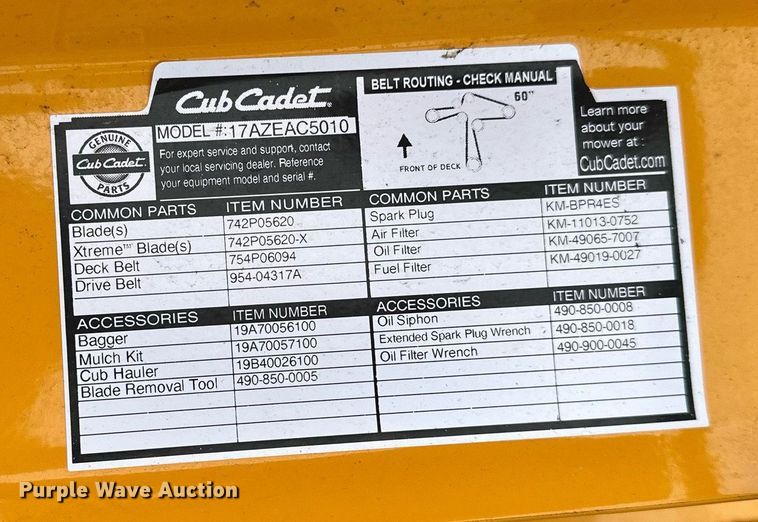 Cub Cadet.
MODEL #:17AZEAC5010
GENUINE
Cub Cadet.
PARTS
For expert service and support, contact
your local servicing dealer. Reference
your equipment model and serial #.
BELT ROUTING - CHECK MANUAL
60"
FRONT OF DECK
Learn more
about your
mower at :
CubCadet.com
COMMON PARTS ITEM NUMBER
Blade(s) 742P05620
Xtreme™ Blade(s) 742P05620-X
Deck Belt 754P06094
Drive Belt 954-04317A
COMMON PARTS ITEM NUMBER
Spark Plug KM-BPR4ES
Air Filter KM-11013-0752
Oil Filter KM-49065-7007
Fuel Filter KM-49019-0027
ACCESSORIES ITEM NUMBER
Bagger 19A70056100
Mulch Kit 19A70057100
Cub Hauler 19B40026100
Blade Removal Tool 490-850-0005
ACCESSORIES ITEM NUMBER
Oil Siphon 490-850-0008
Extended Spark Plug Wrench 490-850-0018
Oil Filter Wrench 490-900-0045
Purple Wave Auction